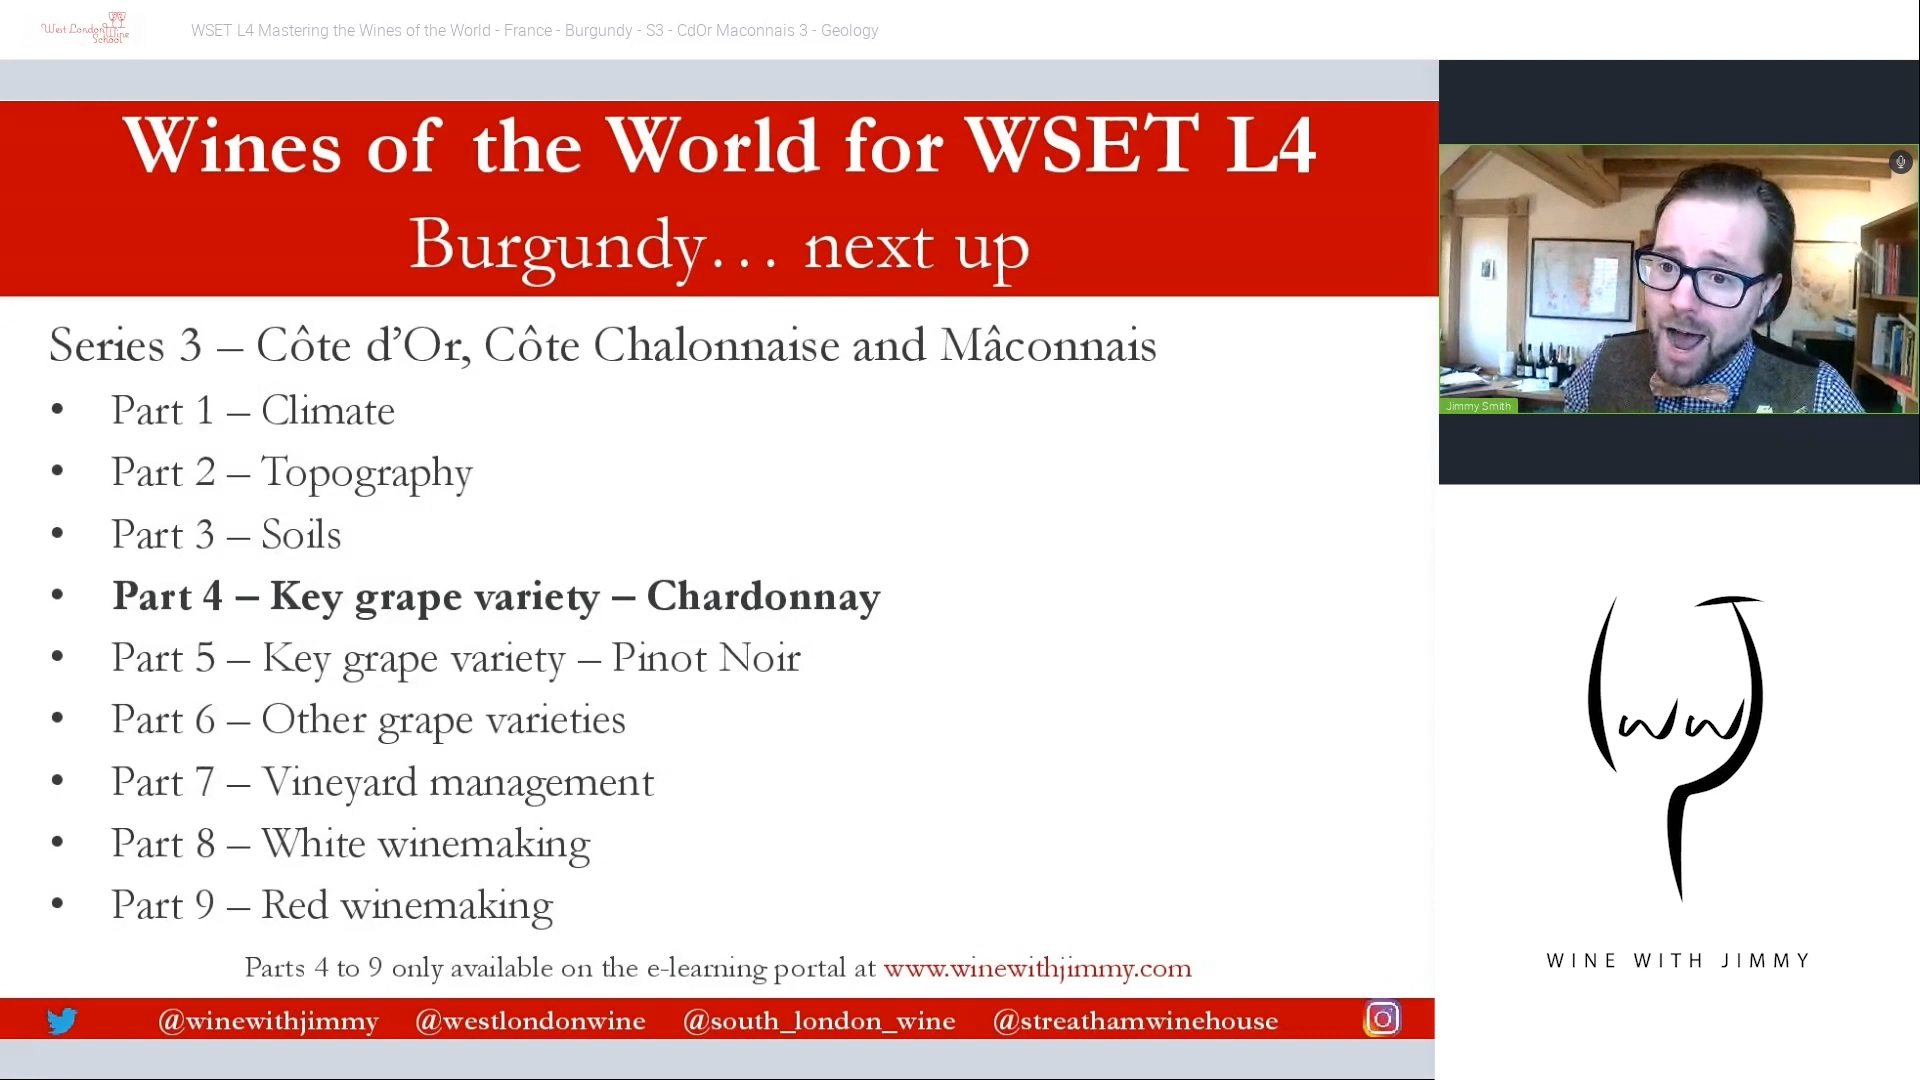 West London
Wine
School
WSET L4 Mastering the Wines of the World - France - Burgundy - S3 - CdOr Maconnais 3 - Geology
Wines of the World for WSET L4
Burgundy… next up
Series 3 – Côte d’Or, Côte Chalonnaise and Mâconnais
• Part 1 – Climate
• Part 2 – Topography
• Part 3 – Soils
• Part 4 – Key grape variety – Chardonnay
• Part 5 – Key grape variety – Pinot Noir
• Part 6 – Other grape varieties
• Part 7 – Vineyard management
• Part 8 – White winemaking
• Part 9 – Red winemaking
Parts 4 to 9 only available on the e-learning portal at www.winewithjimmy.com
@winewithjimmy @westlondonwine @south_london_wine @streathamwinehouse
Jimmy Smith
WINE WITH JIMMY